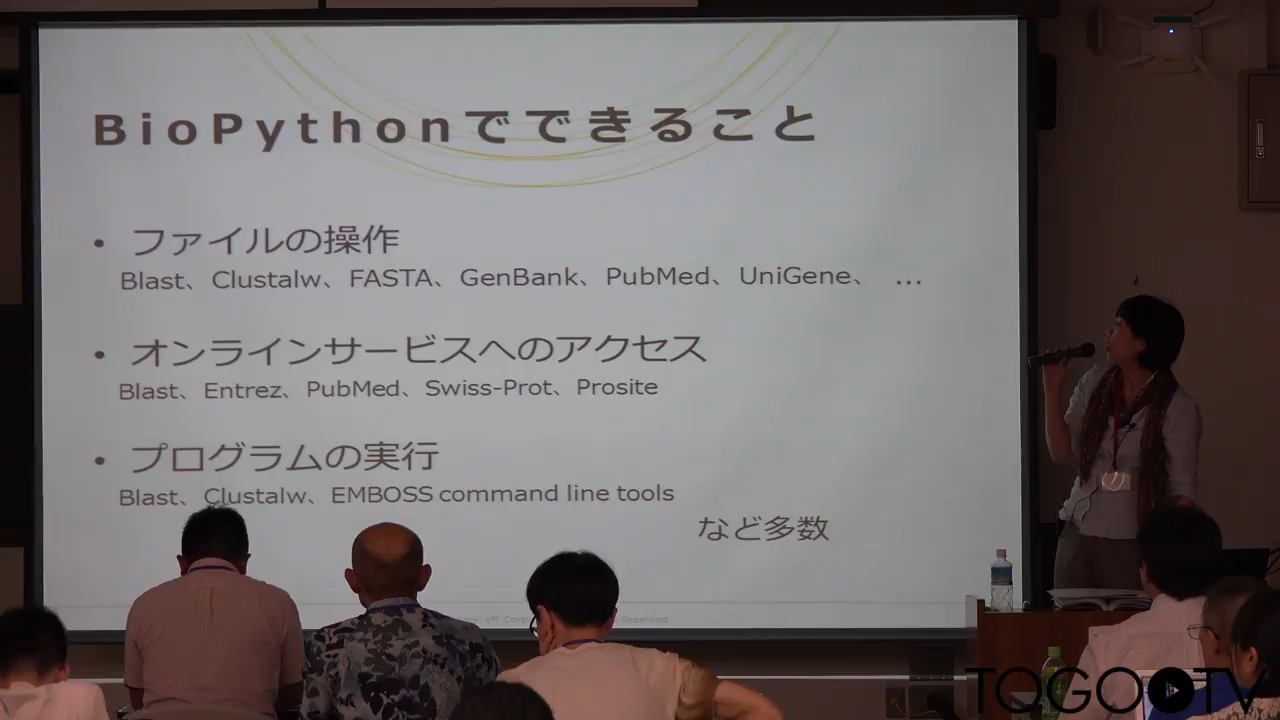 BioPythonでできること
• ファイルの操作
Blast、Clustalw、FASTA、GenBank、PubMed、UniGene、 …
• オンラインサービスへのアクセス
Blast、Entrez、PubMed、Swiss-Prot、Prosite
• プログラムの実行
Blast、Clustalw、EMBOSS command line tools
など多数
Reserved
TOGOTV